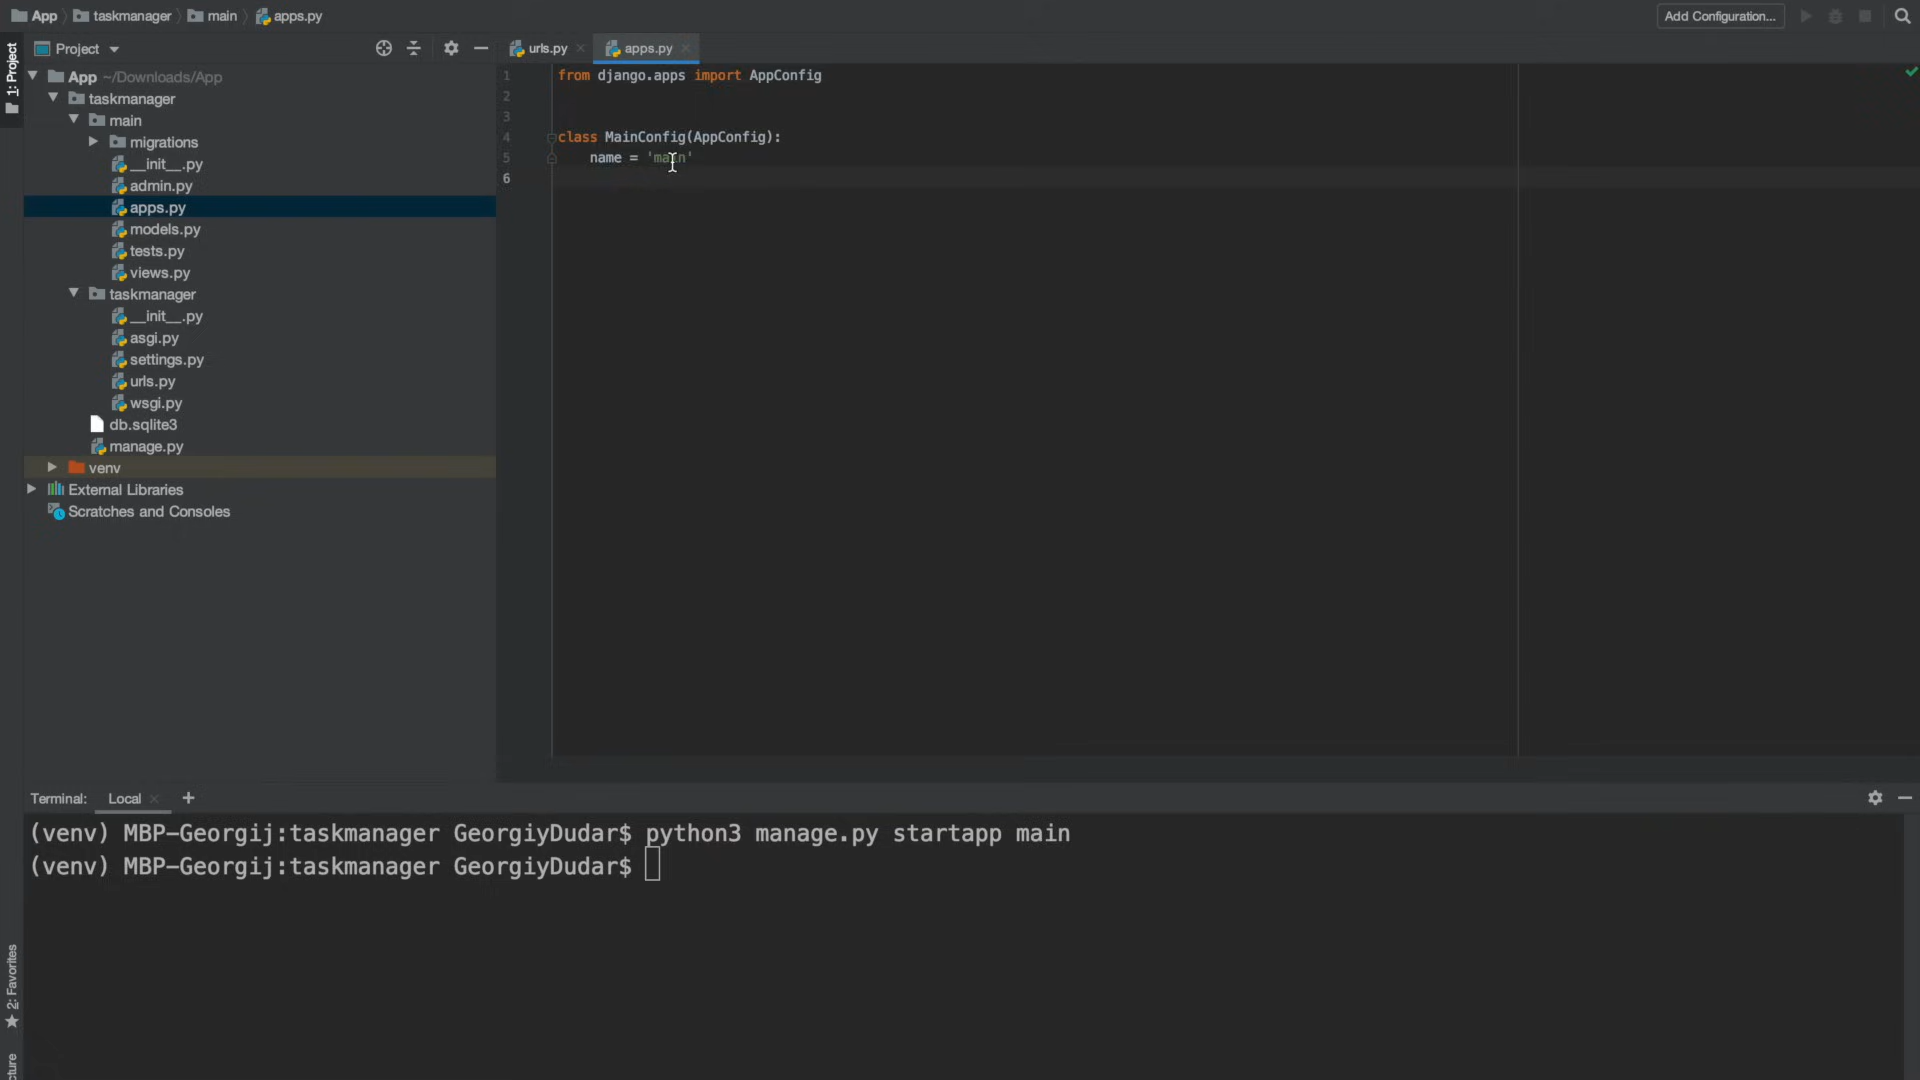 App taskmanager main apps.py Add Configuration...
1: Project
Project
urls.py apps.py
App ~/Downloads/App
taskmanager
main
migrations
__init__.py
admin.py
apps.py
models.py
tests.py
views.py
taskmanager
__init__.py
asgi.py
settings.py
urls.py
wsgi.py
db.sqlite3
manage.py
venv
External Libraries
Scratches and Consoles
1 from django.apps import AppConfig
2
3
4 class MainConfig(AppConfig):
5 name = 'main'
6
Terminal: Local +
(venv) MBP-Georgij:taskmanager GeorgiyDudar$ python3 manage.py startapp main
(venv) MBP-Georgij:taskmanager GeorgiyDudar$
2: Favorites
cture